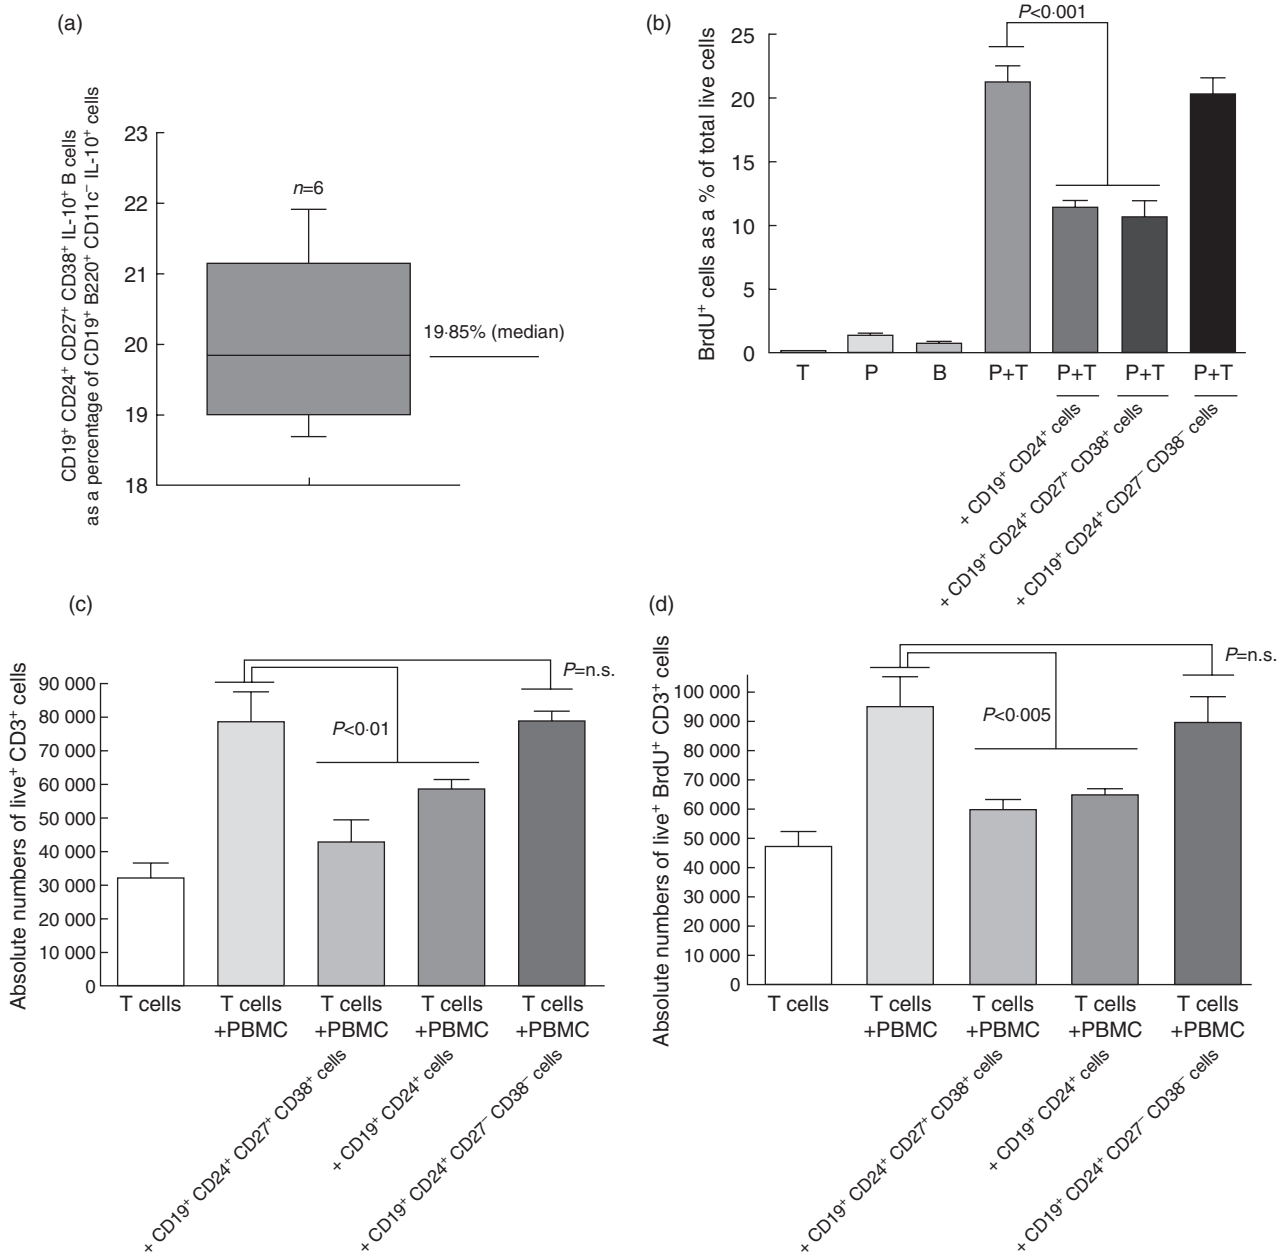 (a)
CD19⁺ CD24⁺ CD27⁺ CD38⁺ IL-10⁺ B cells
as a percentage of CD19⁺ B220⁺ CD11c⁻ IL-10⁺ cells
23
22
21
20
19
18
n=6
19·85% (median)
(b)
BrdU⁺ cells as a % of total live cells
25
20
15
10
5
0
P<0·001
T P B P+T P+T P+T P+T
+ CD19⁺ CD24⁺ cells
+ CD19⁺ CD24⁺ CD27⁺ CD38⁺ cells
+ CD19⁺ CD24⁺ CD27⁻ CD38⁻ cells
(c)
Absolute numbers of live⁺ CD3⁺ cells
90 000
80 000
70 000
60 000
50 000
40 000
30 000
20 000
10 000
0
P<0·01
P=n.s.
T cells T cells T cells T cells T cells
+PBMC +PBMC +PBMC +PBMC
+ CD19⁺ CD24⁺ CD27⁺ CD38⁺ cells
+ CD19⁺ CD24⁺ cells
+ CD19⁺ CD24⁺ CD27⁻ CD38⁻ cells
(d)
Absolute numbers of live⁺ BrdU⁺ CD3⁺ cells
100 000
90 000
80 000
70 000
60 000
50 000
40 000
30 000
20 000
10 000
0
P<0·005
P=n.s.
T cells T cells T cells T cells T cells
+PBMC +PBMC +PBMC +PBMC
+ CD19⁺ CD24⁺ CD27⁺ CD38⁺ cells
+ CD19⁺ CD24⁺ cells
+ CD19⁺ CD24⁺ CD27⁻ CD38⁻ cells